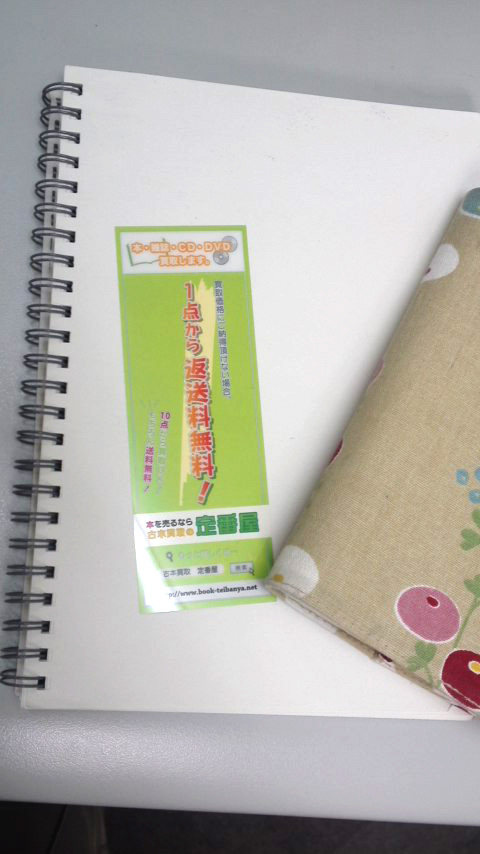 本・雑誌・CD・DVD
買取します。
買取価格にご納得頂けない場合、
1点から返送料無料！
10点
送料無料！
本を売るなら
古本買取の定番屋
古本買取 定番屋 検索
http://www.book-teibanya.net